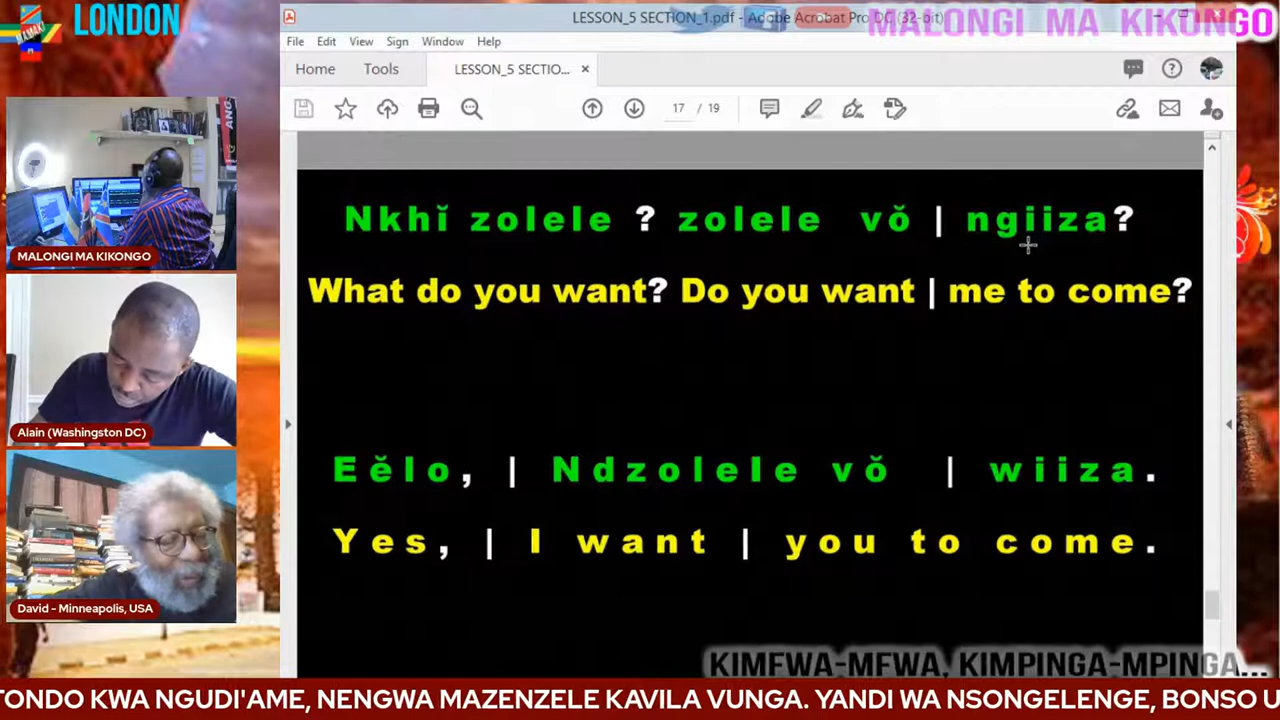 LONDON
LESSON_5 SECTION_1.pdf - Adobe Acrobat Pro DC (32-bit)
MALONGI MA KIKONGO
File Edit View Sign Window Help
Home Tools LESSON_5 SECTIO... ×
17 / 19
Nkhĭ zolele ? zolele vŏ | ngiiza?
What do you want? Do you want | me to come?
Eĕlo, | Ndzolele vŏ | wiiza.
Yes, | I want | you to come.
MALONGI MA KIKONGO
Alain (Washington DC)
David - Minneapolis, USA
KIMFWA-MFWA, KIMPINGA-MPINGA...
TONDO KWA NGUDI'AME, NENGWA MAZENZELE KAVILA VUNGA. YANDI WA NSONGELENGE, BONSO U